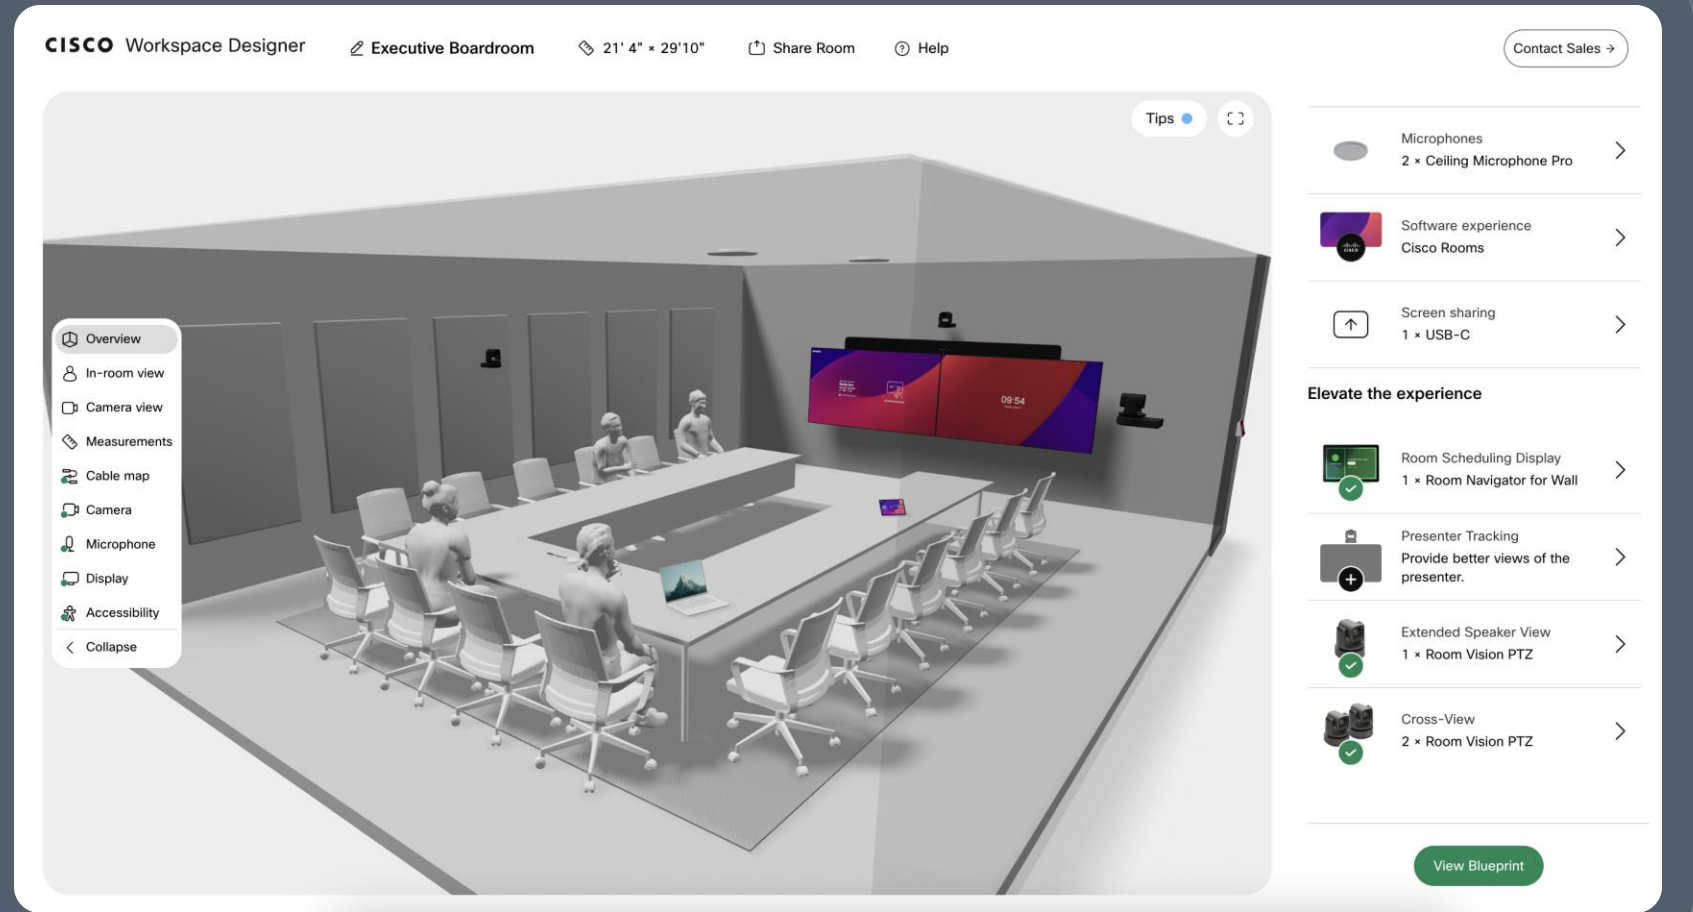 CISCO Workspace Designer
Executive Boardroom
21' 4" × 29'10"
Share Room
Help
Contact Sales →
Tips
Overview
In-room view
Camera view
Measurements
Cable map
Camera
Microphone
Display
Accessibility
Collapse
09:54
Microphones
2 × Ceiling Microphone Pro
Software experience
Cisco Rooms
Screen sharing
1 × USB-C
Elevate the experience
Room Scheduling Display
1 × Room Navigator for Wall
Presenter Tracking
Provide better views of the
presenter.
Extended Speaker View
1 × Room Vision PTZ
Cross-View
2 × Room Vision PTZ
View Blueprint